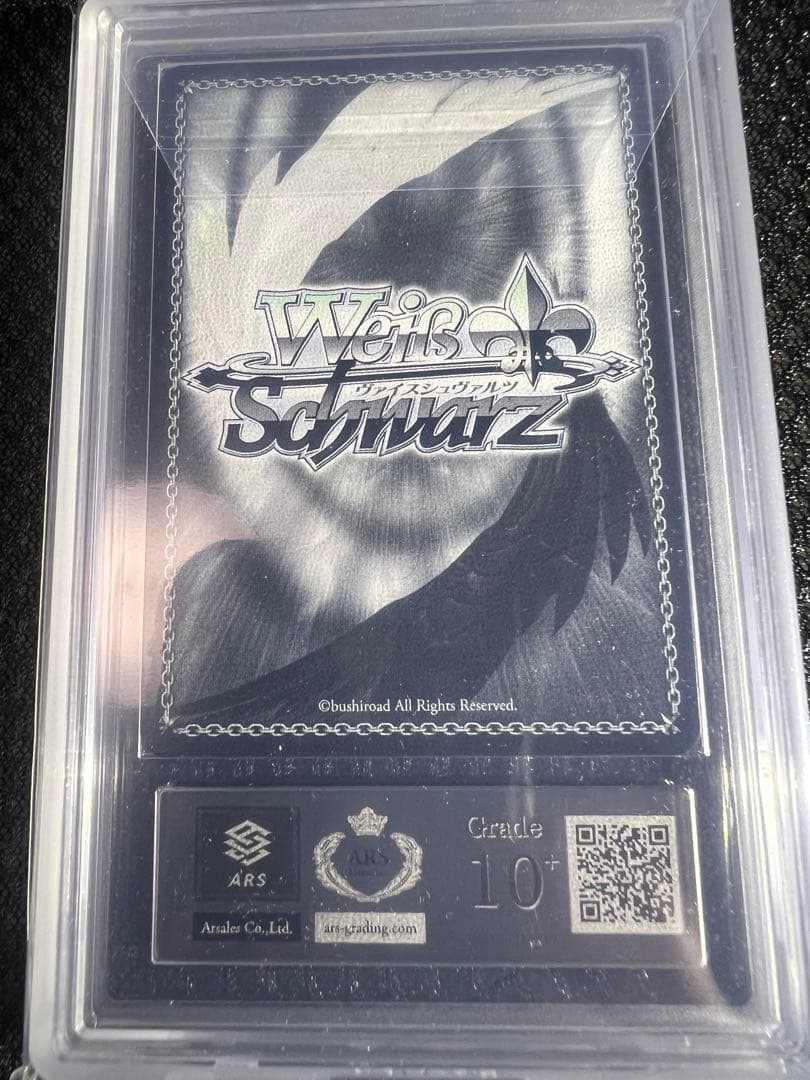 Weiß
ヴァイスシュヴァルツ
Schwarz
©bushiroad All Rights Reserved.
ARS
Arsales Co.,Ltd.
ARS
ars-grading.com
Grade
10+